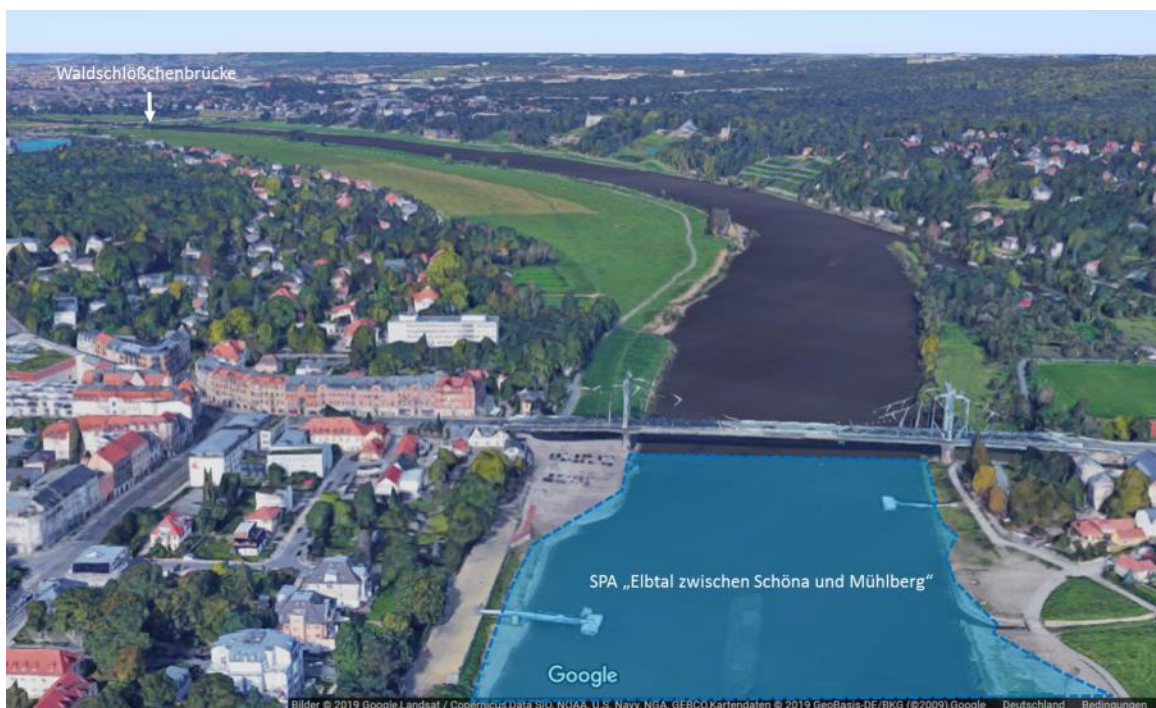 Waldschlößchenbrücke
SPA „Elbtal zwischen Schöna und Mühlberg“
Google
Bilder © 2019 Google Landsat / Copernicus Data SIO, NOAA, U.S. Navy, NGA, GEBCO Kartendaten © 2019 GeoBasis-DE/BKG (©2009) Google Deutschland Bedingungen